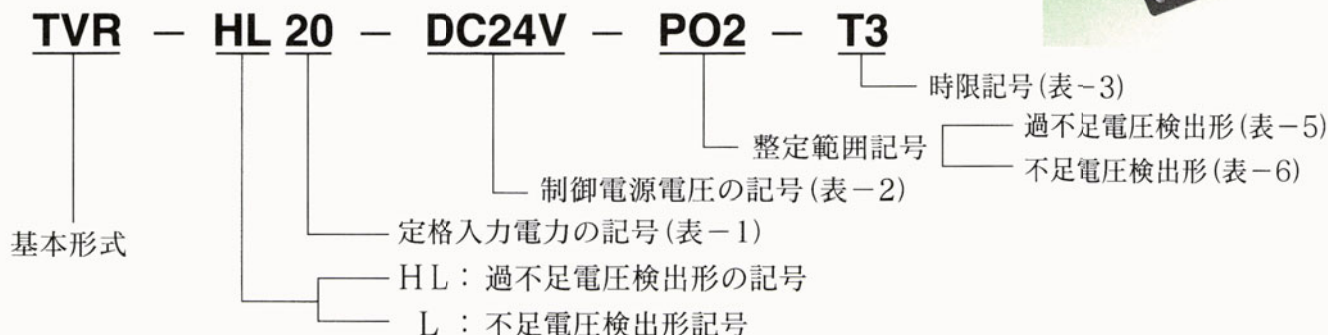 TVR － HL 20 － DC24V － PO2 － T3
時限記号(表－3)
過不足電圧検出形(表－5)
整定範囲記号
不足電圧検出形(表－6)
制御電源電圧の記号(表－2)
定格入力電力の記号(表－1)
基本形式
HL：過不足電圧検出形の記号
L：不足電圧検出形記号